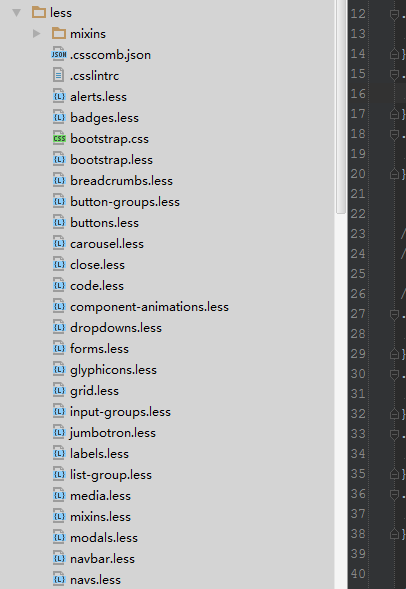 less
mixins
.csscomb.json
.csslintrc
alerts.less
badges.less
bootstrap.css
bootstrap.less
breadcrumbs.less
button-groups.less
buttons.less
carousel.less
close.less
code.less
component-animations.less
dropdowns.less
forms.less
glyphicons.less
grid.less
input-groups.less
jumbotron.less
labels.less
list-group.less
media.less
mixins.less
modals.less
navbar.less
navs.less
12 .
13
14 }
15 .
16
17 }
18 .
19
20 }
21
22
23 /
24 /
25
26 /
27 .
28
29 }
30 .
31
32 }
33 .
34
35 }
36 .
37
38 }
39
40